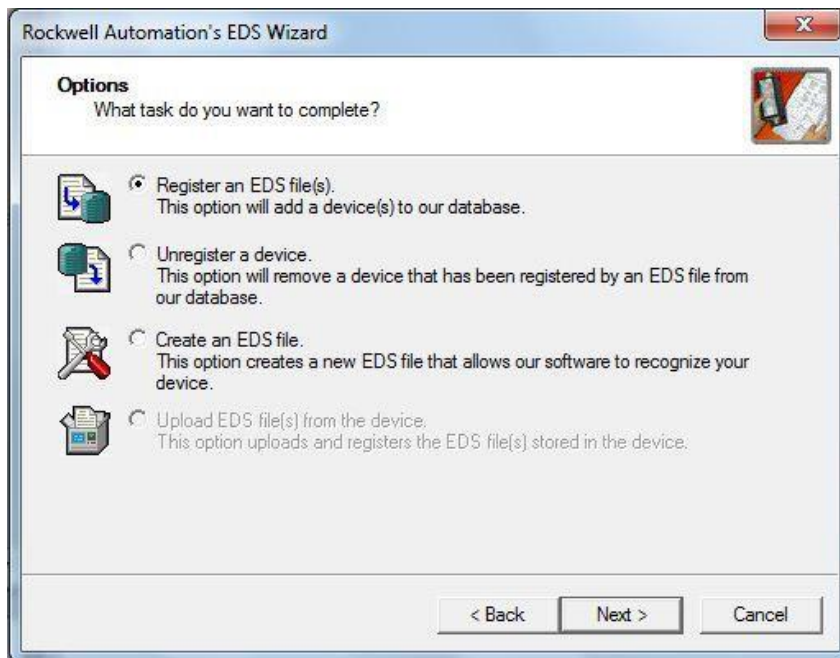 Rockwell Automation's EDS Wizard
Options
What task do you want to complete?
Register an EDS file(s).
This option will add a device(s) to our database.
Unregister a device.
This option will remove a device that has been registered by an EDS file from
our database.
Create an EDS file.
This option creates a new EDS file that allows our software to recognize your
device.
Upload EDS file(s) from the device.
This option uploads and registers the EDS file(s) stored in the device.
< Back Next > Cancel